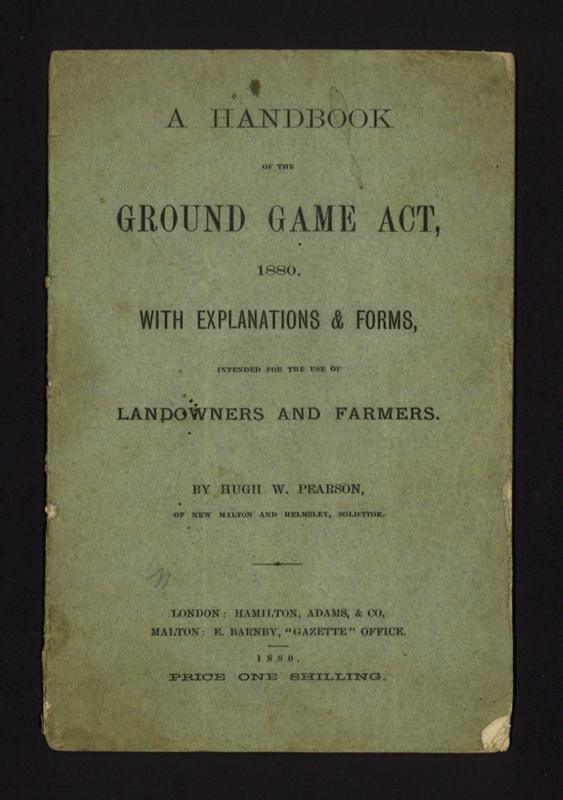 A HANDBOOK
OF THE
GROUND GAME ACT,
1880,
WITH EXPLANATIONS & FORMS,
INTENDED FOR THE USE OF
LANDOWNERS AND FARMERS.
BY HUGH W. PEARSON,
OF NEW MALTON AND HELMSLEY, SOLICITOR.
LONDON: HAMILTON, ADAMS, & CO,
MALTON: E. BARNBY, "GAZETTE" OFFICE.
1880.
PRICE ONE SHILLING.